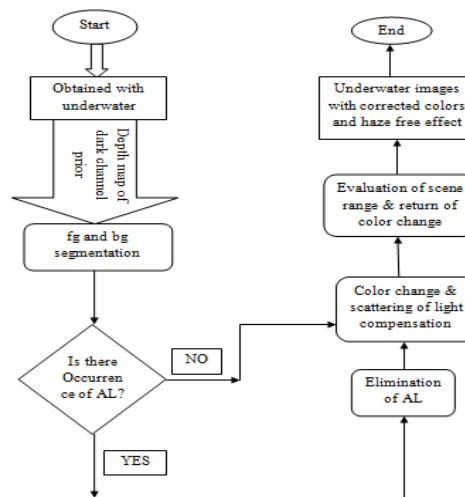 Start
Obtained with
underwater
Depth map of
dark channel
prior
fg and bg
segmentation
Is there
Occurren
ce of AL?
NO
YES
End
Underwater images
with corrected colors
and haze free effect
Evaluation of scene
range & return of
color change
Color change &
scattering of light
compensation
Elimination
of AL